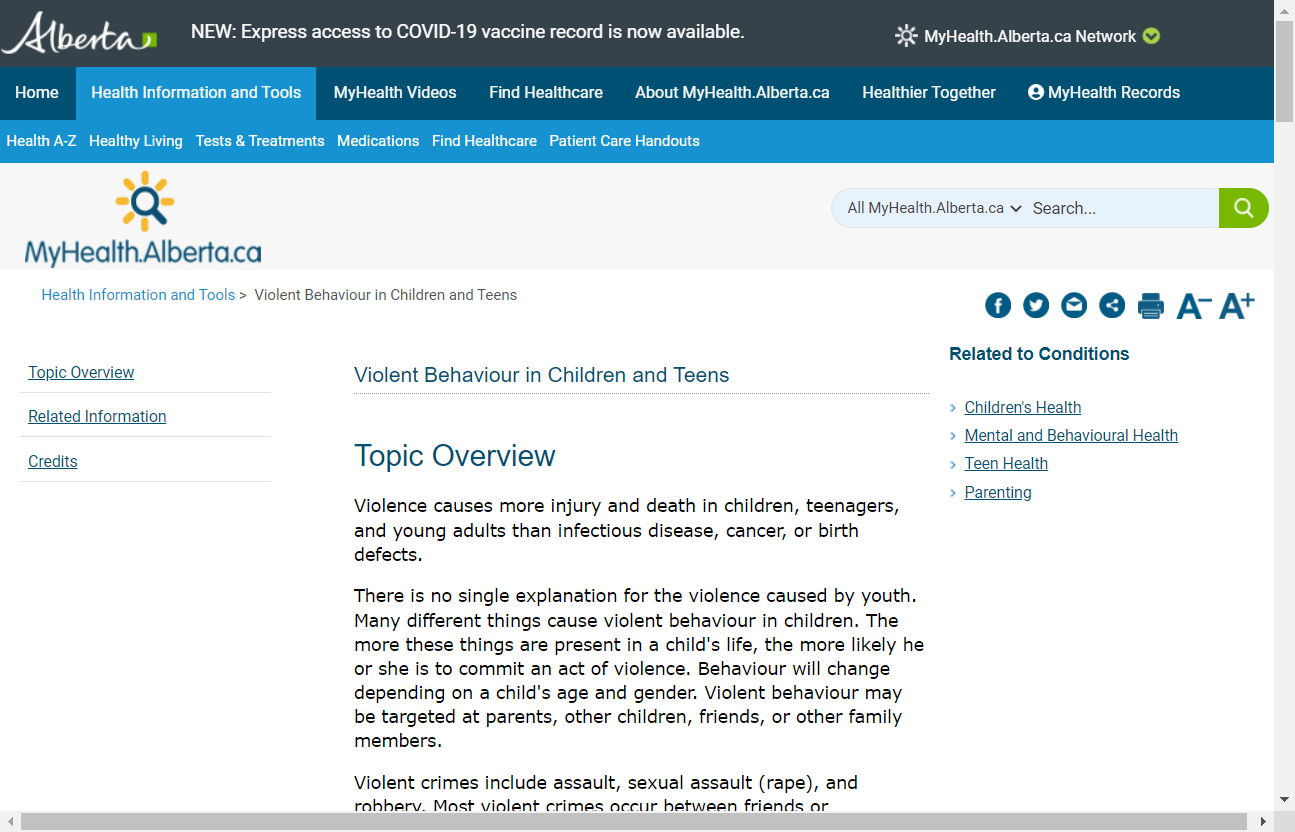 Alberta
NEW: Express access to COVID-19 vaccine record is now available.
MyHealth.Alberta.ca Network
Home
Health Information and Tools
MyHealth Videos
Find Healthcare
About MyHealth.Alberta.ca
Healthier Together
MyHealth Records
Health A-Z
Healthy Living
Tests & Treatments
Medications
Find Healthcare
Patient Care Handouts
MyHealth.Alberta.ca
All MyHealth.Alberta.ca
Search...
Health Information and Tools > Violent Behaviour in Children and Teens
A− A+
Topic Overview
Related Information
Credits
Violent Behaviour in Children and Teens
Topic Overview
Violence causes more injury and death in children, teenagers,
and young adults than infectious disease, cancer, or birth
defects.
There is no single explanation for the violence caused by youth.
Many different things cause violent behaviour in children. The
more these things are present in a child's life, the more likely he
or she is to commit an act of violence. Behaviour will change
depending on a child's age and gender. Violent behaviour may
be targeted at parents, other children, friends, or other family
members.
Violent crimes include assault, sexual assault (rape), and
robbery. Most violent crimes occur between friends or
Related to Conditions
Children's Health
Mental and Behavioural Health
Teen Health
Parenting